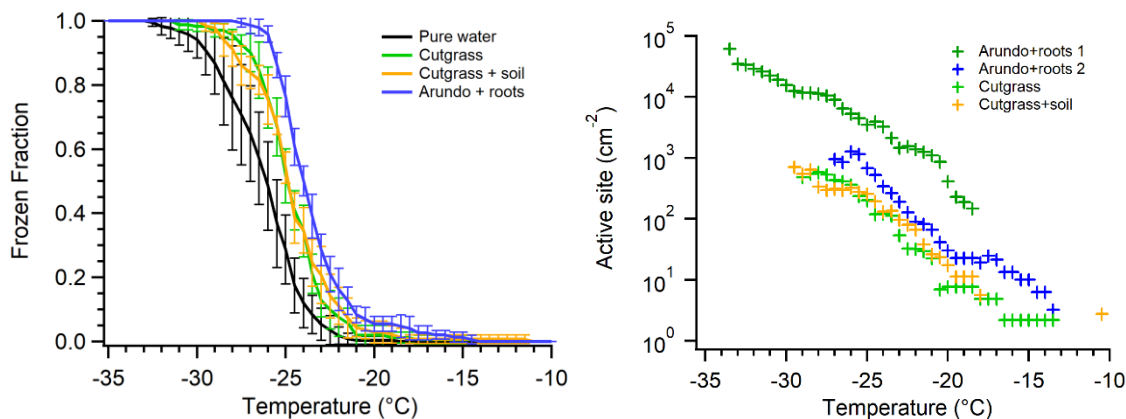 1.0
0.8
0.6
0.4
0.2
0.0
Frozen Fraction
Pure water
Cutgrass
Cutgrass + soil
Arundo + roots
-35
-30
-25
-20
-15
-10
Temperature (°C)
10^5
10^4
10^3
10^2
10^1
10^0
Active site (cm^-2)
Arundo+roots 1
Arundo+roots 2
Cutgrass
Cutgrass+soil
-35
-30
-25
-20
-15
-10
Temperature (°C)